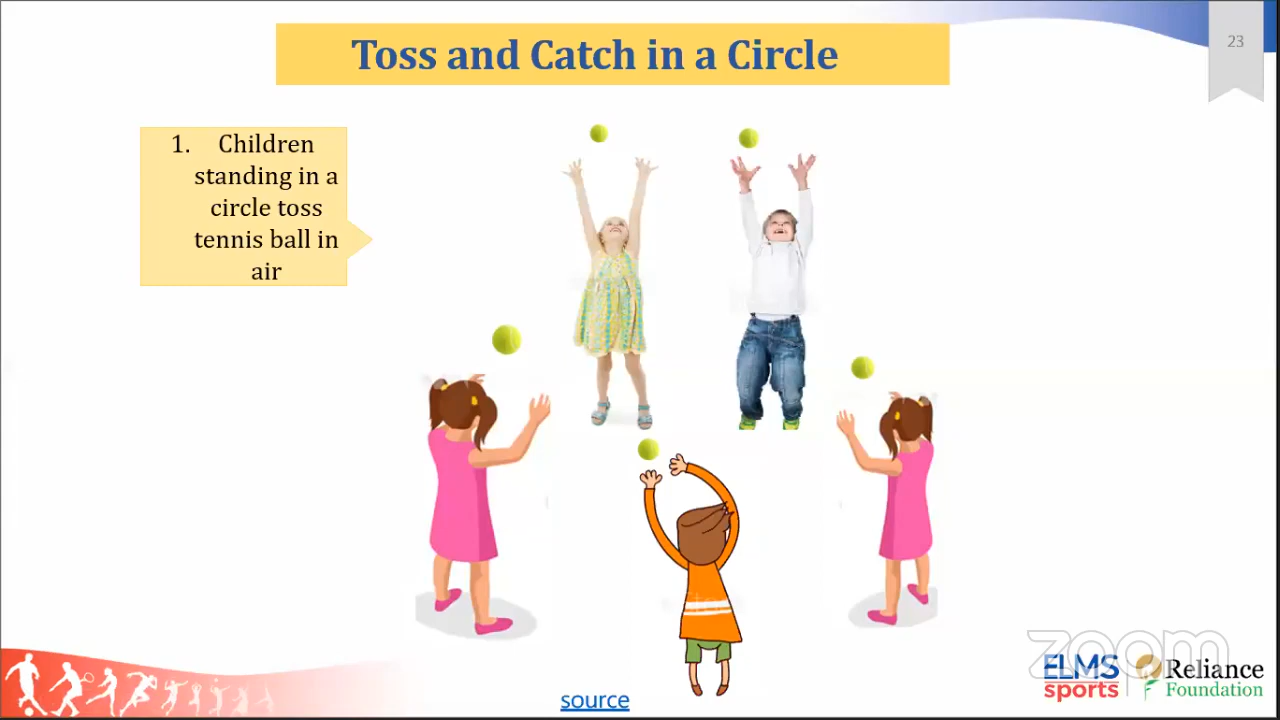 Toss and Catch in a Circle
23
1. Children
standing in a
circle toss
tennis ball in
air
source
zoom
ELMS
sports
Reliance
Foundation